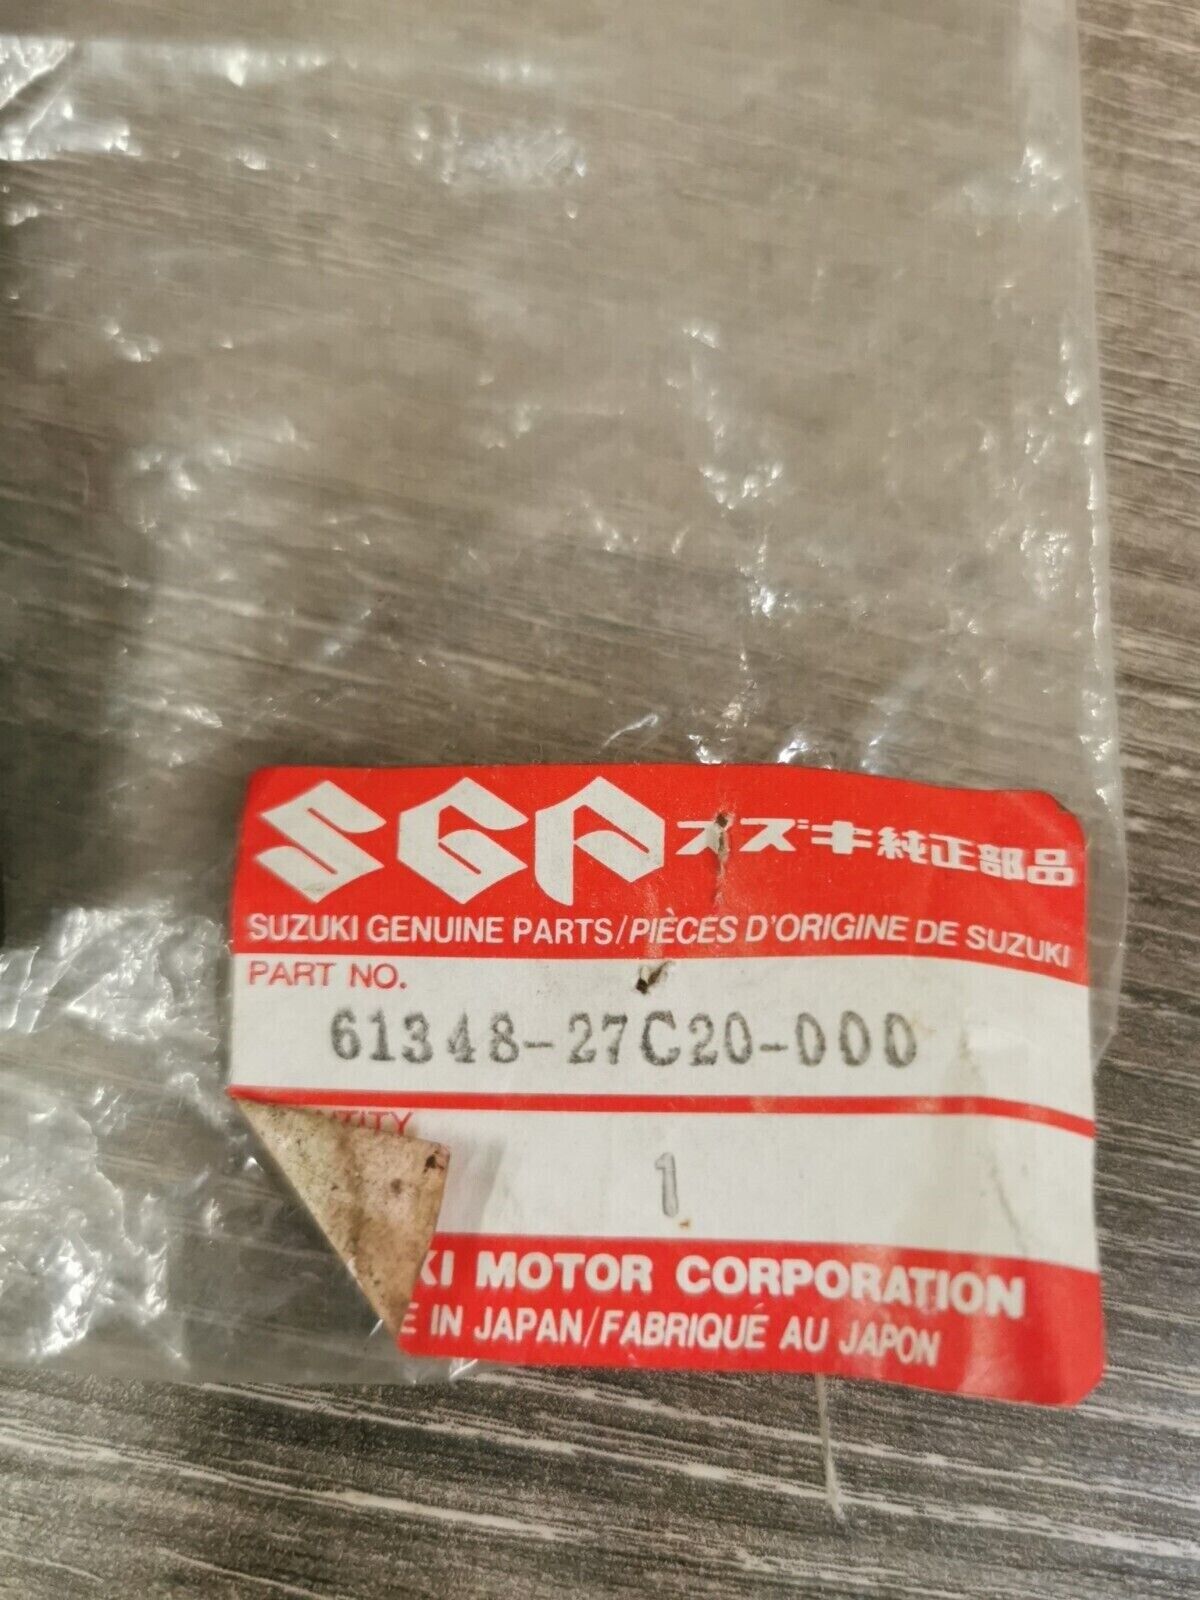 SGP スズキ純正部品
SUZUKI GENUINE PARTS/PIÈCES D'ORIGINE DE SUZUKI
PART NO.
61348-27C20-000
NTITY
1
KI MOTOR CORPORATION
E IN JAPAN/FABRIQUÉ AU JAPON